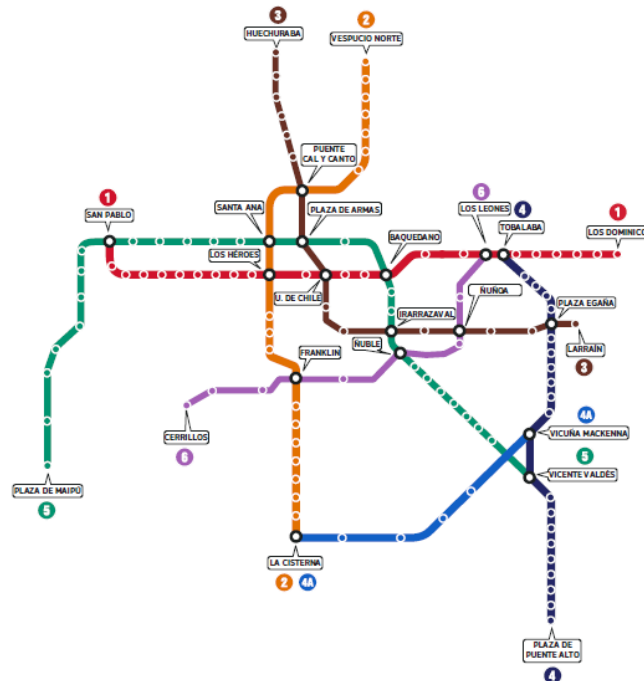 3
HUECHURABA
2
VESPUCIO NORTE
PUENTE
CAL Y CANTO
1
SAN PABLO
SANTA ANA
PLAZA DE ARMAS
6
LOS LEONES
4
TOBALABA
1
LOS DOMINICO
BAQUEDANO
LOS HÉROES
U. DE CHILE
IRARRAZAVAL
ÑUÑOA
PLAZA EGAÑA
ÑUBLE
LARRAÍN
3
FRANKLIN
CERRILLOS
6
4A
VICUÑA MACKENNA
5
VICENTE VALDÉS
PLAZA DE MAIPÚ
5
LA CISTERNA
2 4A
PLAZA DE
PUENTE ALTO
4